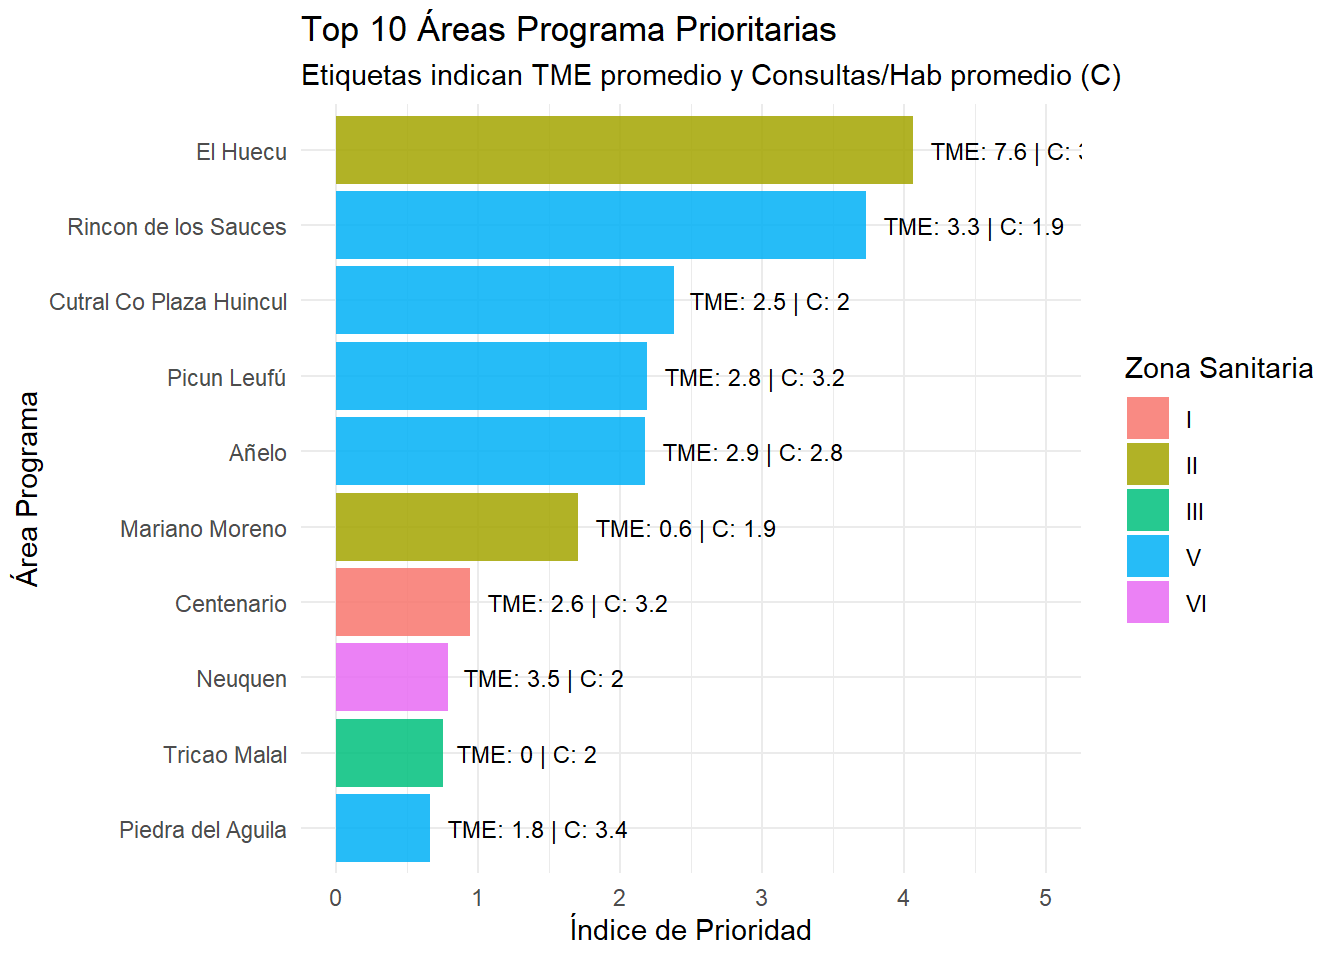 Top 10 Áreas Programa Prioritarias
Etiquetas indican TME promedio y Consultas/Hab promedio (C)
Área Programa
El Huecu
TME: 7.6 | C:
Rincon de los Sauces
TME: 3.3 | C: 1.9
Cutral Co Plaza Huincul
TME: 2.5 | C: 2
Picun Leufú
TME: 2.8 | C: 3.2
Añelo
TME: 2.9 | C: 2.8
Mariano Moreno
TME: 0.6 | C: 1.9
Centenario
TME: 2.6 | C: 3.2
Neuquen
TME: 3.5 | C: 2
Tricao Malal
TME: 0 | C: 2
Piedra del Aguila
TME: 1.8 | C: 3.4
0 1 2 3 4 5
Índice de Prioridad
Zona Sanitaria
I
II
III
V
VI